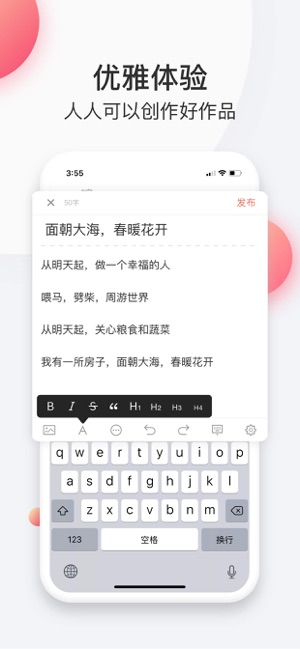 优雅体验
人人可以创作好作品
3:55
50字
发布
面朝大海，春暖花开
从明天起，做一个幸福的人
喂马，劈柴，周游世界
从明天起，关心粮食和蔬菜
我有一所房子，面朝大海，春暖花开
B I S “ H1 H2 H3 H4
A
q w e r t y u i o p
a s d f g h j k l
z x c v b n m
123 空格 换行